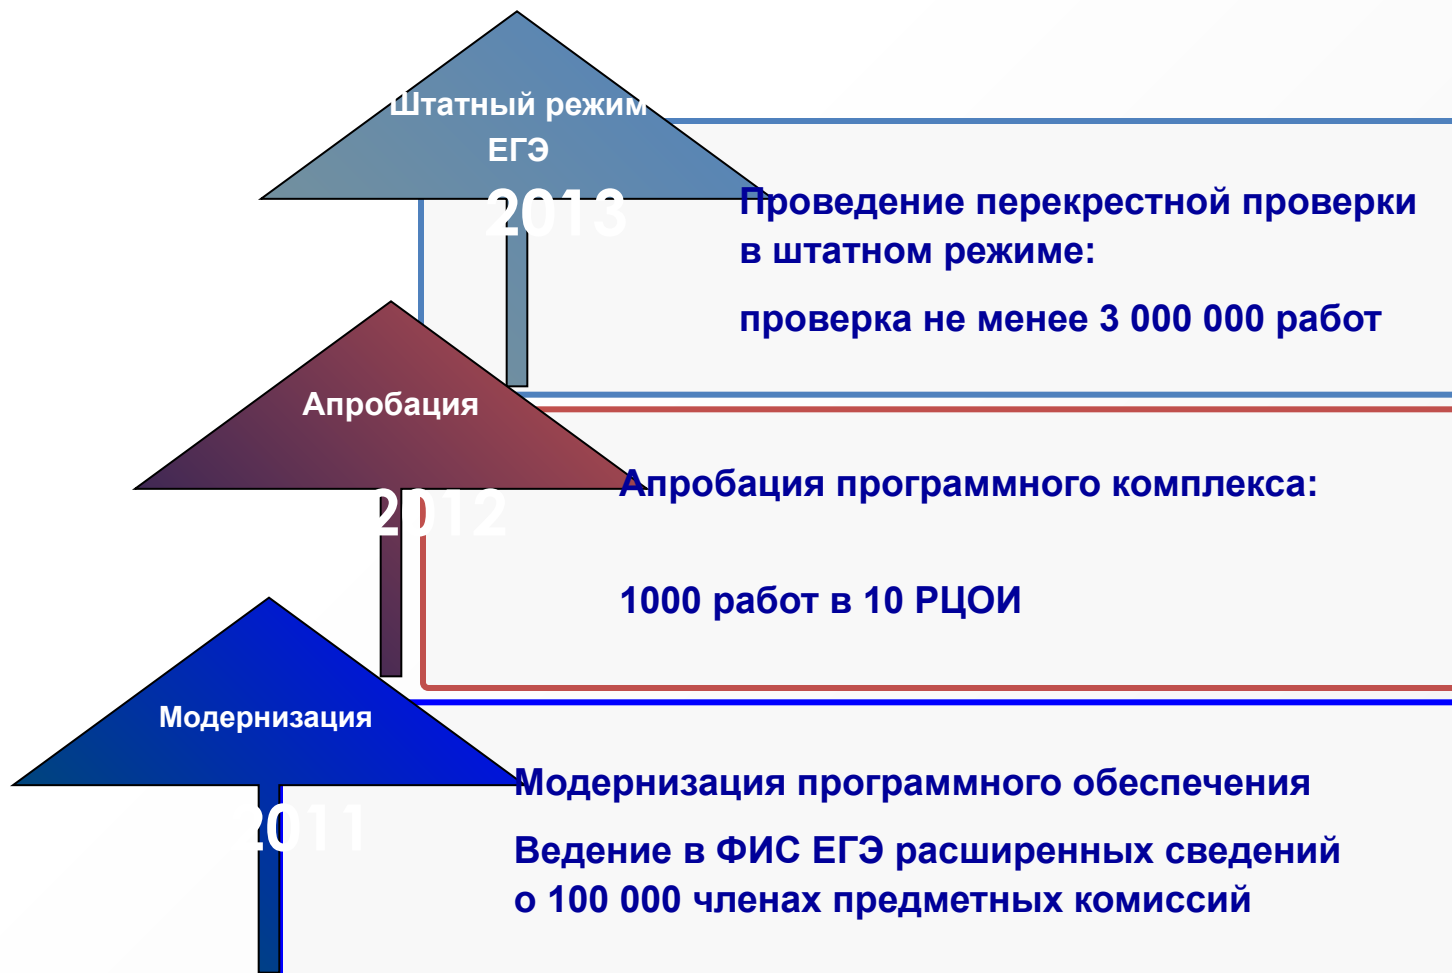 Штатный режим
ЕГЭ
2013
Проведение перекрестной проверки
в штатном режиме:
проверка не менее 3 000 000 работ
Апробация
2012
Апробация программного комплекса:
1000 работ в 10 РЦОИ
Модернизация
2011
Модернизация программного обеспечения
Ведение в ФИС ЕГЭ расширенных сведений
о 100 000 членах предметных комиссий